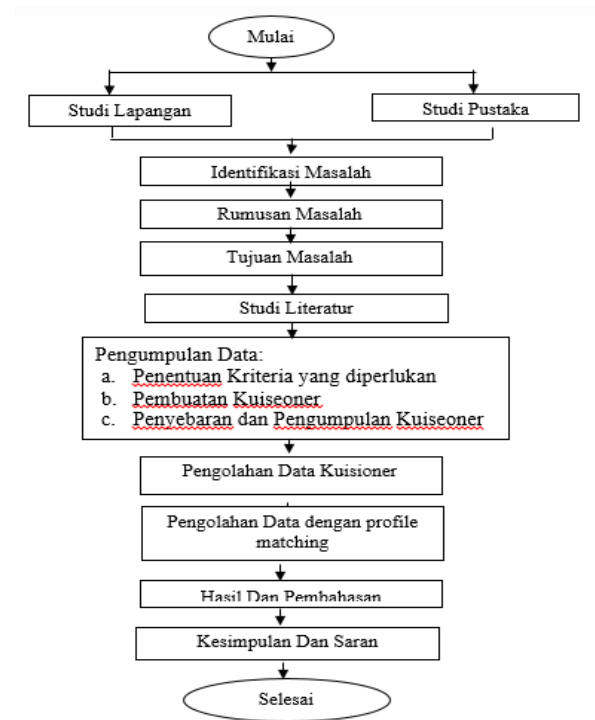 Mulai
Studi Lapangan
Studi Pustaka
Identifikasi Masalah
Rumusan Masalah
Tujuan Masalah
Studi Literatur
Pengumpulan Data:
a. Penentuan Kriteria yang diperlukan
b. Pembuatan Kuiseoner
c. Penyebaran dan Pengumpulan Kuiseoner
Pengolahan Data Kuisioner
Pengolahan Data dengan profile
matching
Hasil Dan Pembahasan
Kesimpulan Dan Saran
Selesai